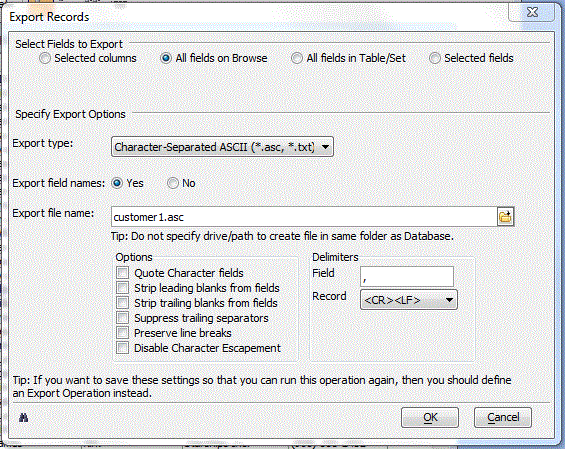 Export Records
Select Fields to Export
Selected columns All fields on Browse All fields in Table/Set Selected fields
Specify Export Options
Export type: Character-Separated ASCII (*.asc, *.txt)
Export field names: Yes No
Export file name: customer1.asc
Tip: Do not specify drive/path to create file in same folder as Database.
Options Delimiters
Quote Character fields Field ,
Strip leading blanks from fields Record <CR><LF>
Strip trailing blanks from fields
Suppress trailing separators
Preserve line breaks
Disable Character Escapement
Tip: If you want to save these settings so that you can run this operation again, then you should define
an Export Operation instead.
OK Cancel